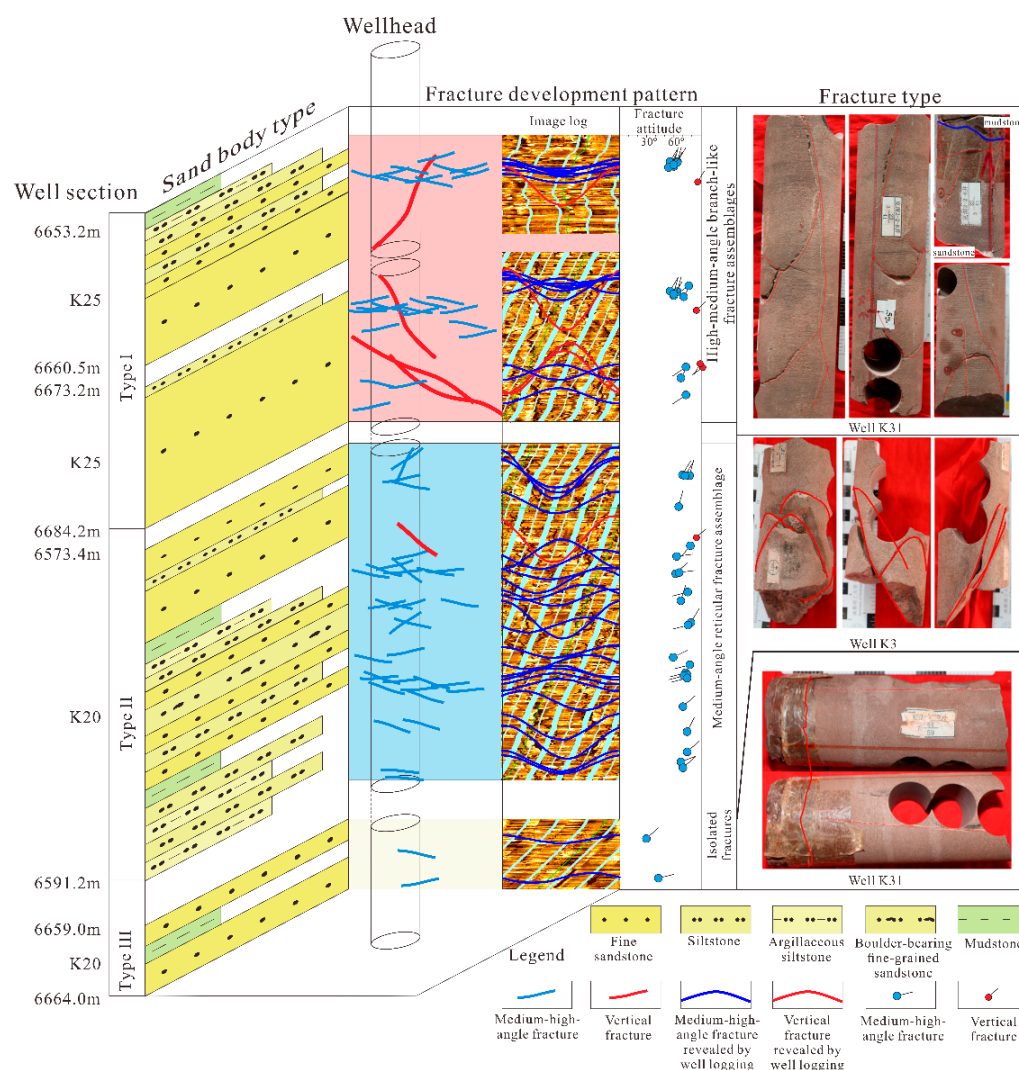 Wellhead
Fracture development pattern
Fracture type
Sand body type
Well section
Image log
Fracture
attitude
30° 60°
mudstone
sandstone
6653.2m
K25
6660.5m
6673.2m
K25
6684.2m
6573.4m
K20
6591.2m
6659.0m
K20
6664.0m
Type I
Type II
Type III
High-medium-angle branch-like
fracture assemblages
Medium-angle reticular fracture assemblage
Isolated
fractures
Well K31
Well K3
Well K31
Legend
Fine
sandstone
Siltstone
Argillaceous
siltstone
Boulder-bearing
fine-grained
sandstone
Mudstone
Medium-high-
angle fracture
Vertical
fracture
Medium-high-
angle fracture
revealed by
well logging
Vertical
fracture
revealed by
well logging
Medium-high-
angle fracture
Vertical
fracture